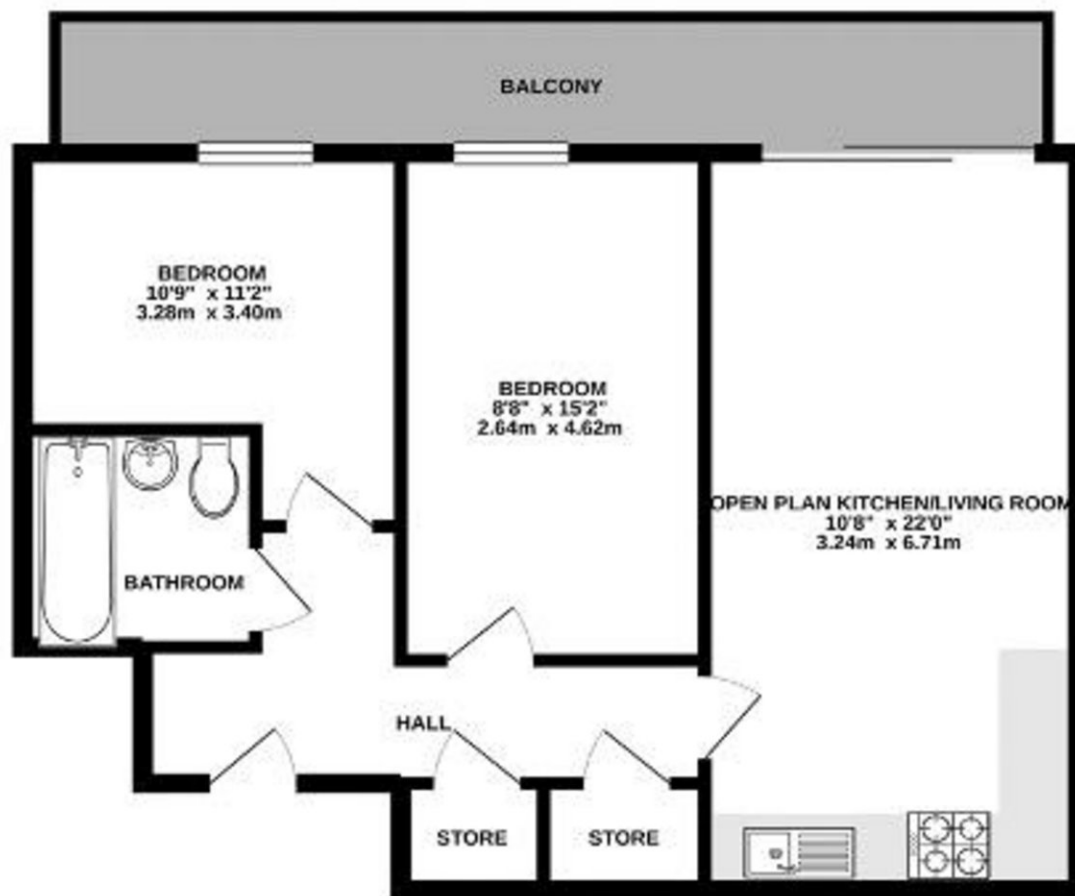 BALCONY
BEDROOM
10'9" x 11'2"
3.28m x 3.40m
BEDROOM
8'8" x 15'2"
2.64m x 4.62m
OPEN PLAN KITCHEN/LIVING ROOM
10'8" x 22'0"
3.24m x 6.71m
BATHROOM
HALL
STORE
STORE